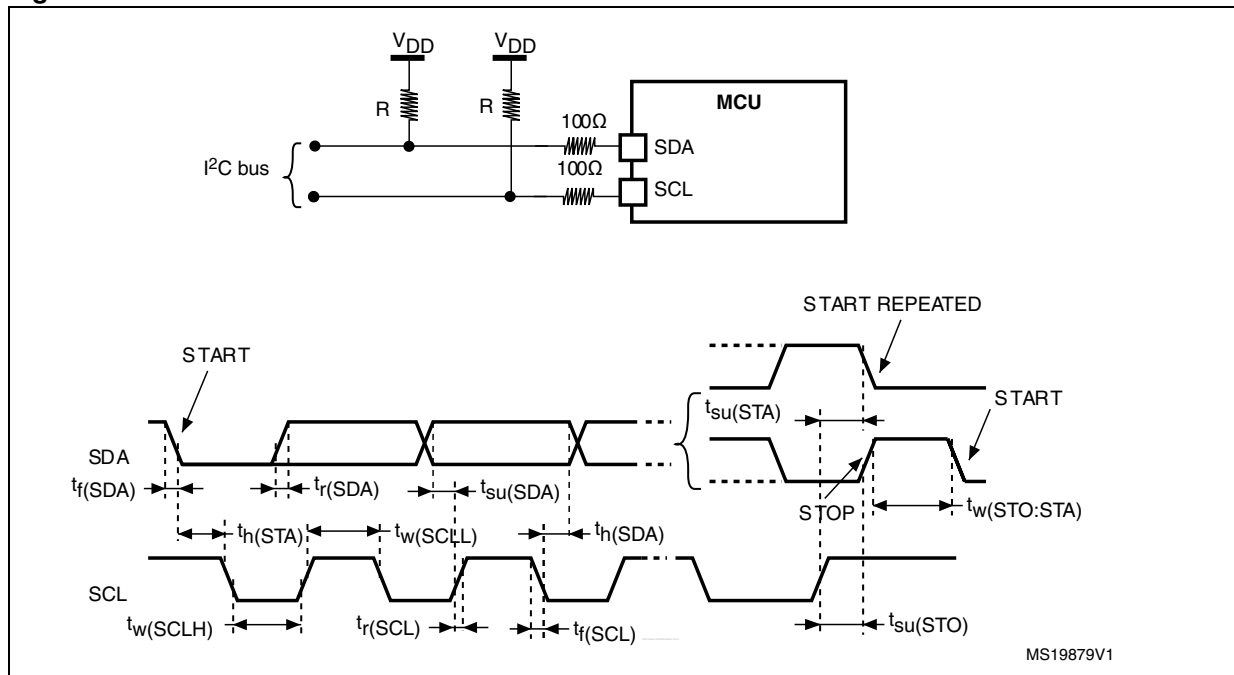 VDD VDD
R R
100Ω
100Ω
MCU
SDA
SCL
I²C bus
START REPEATED
START
START
tsu(STA)
SDA
tf(SDA)
tr(SDA)
tsu(SDA)
STOP
tw(STO:STA)
th(STA)
tw(SCLL)
th(SDA)
SCL
tw(SCLH)
tr(SCL)
tf(SCL)
tsu(STO)
MS19879V1